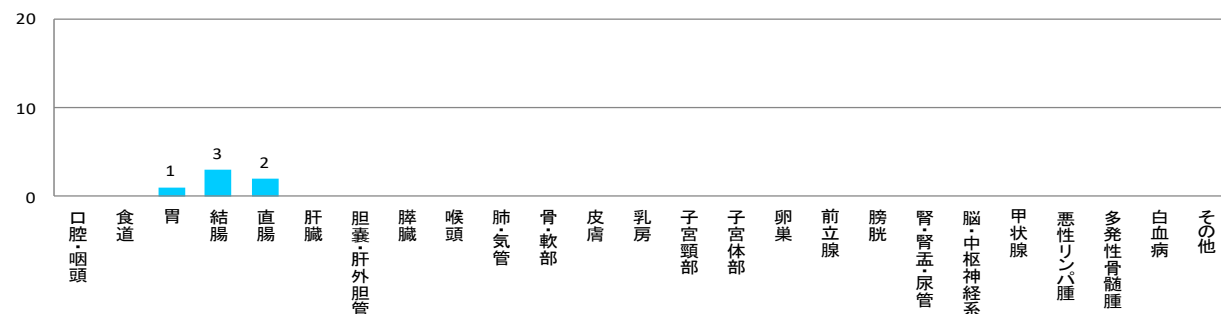 20
10
0
1
3
2
口腔・咽頭
食道
胃
結腸
直腸
肝臓
胆嚢・肝外胆管
膵臓
喉頭
肺・気管
骨・軟部
皮膚
乳房
子宮頸部
子宮体部
卵巣
前立腺
膀胱
腎・腎盂・尿管
脳・中枢神経系
甲状腺
悪性リンパ腫
多発性骨髄腫
白血病
その他